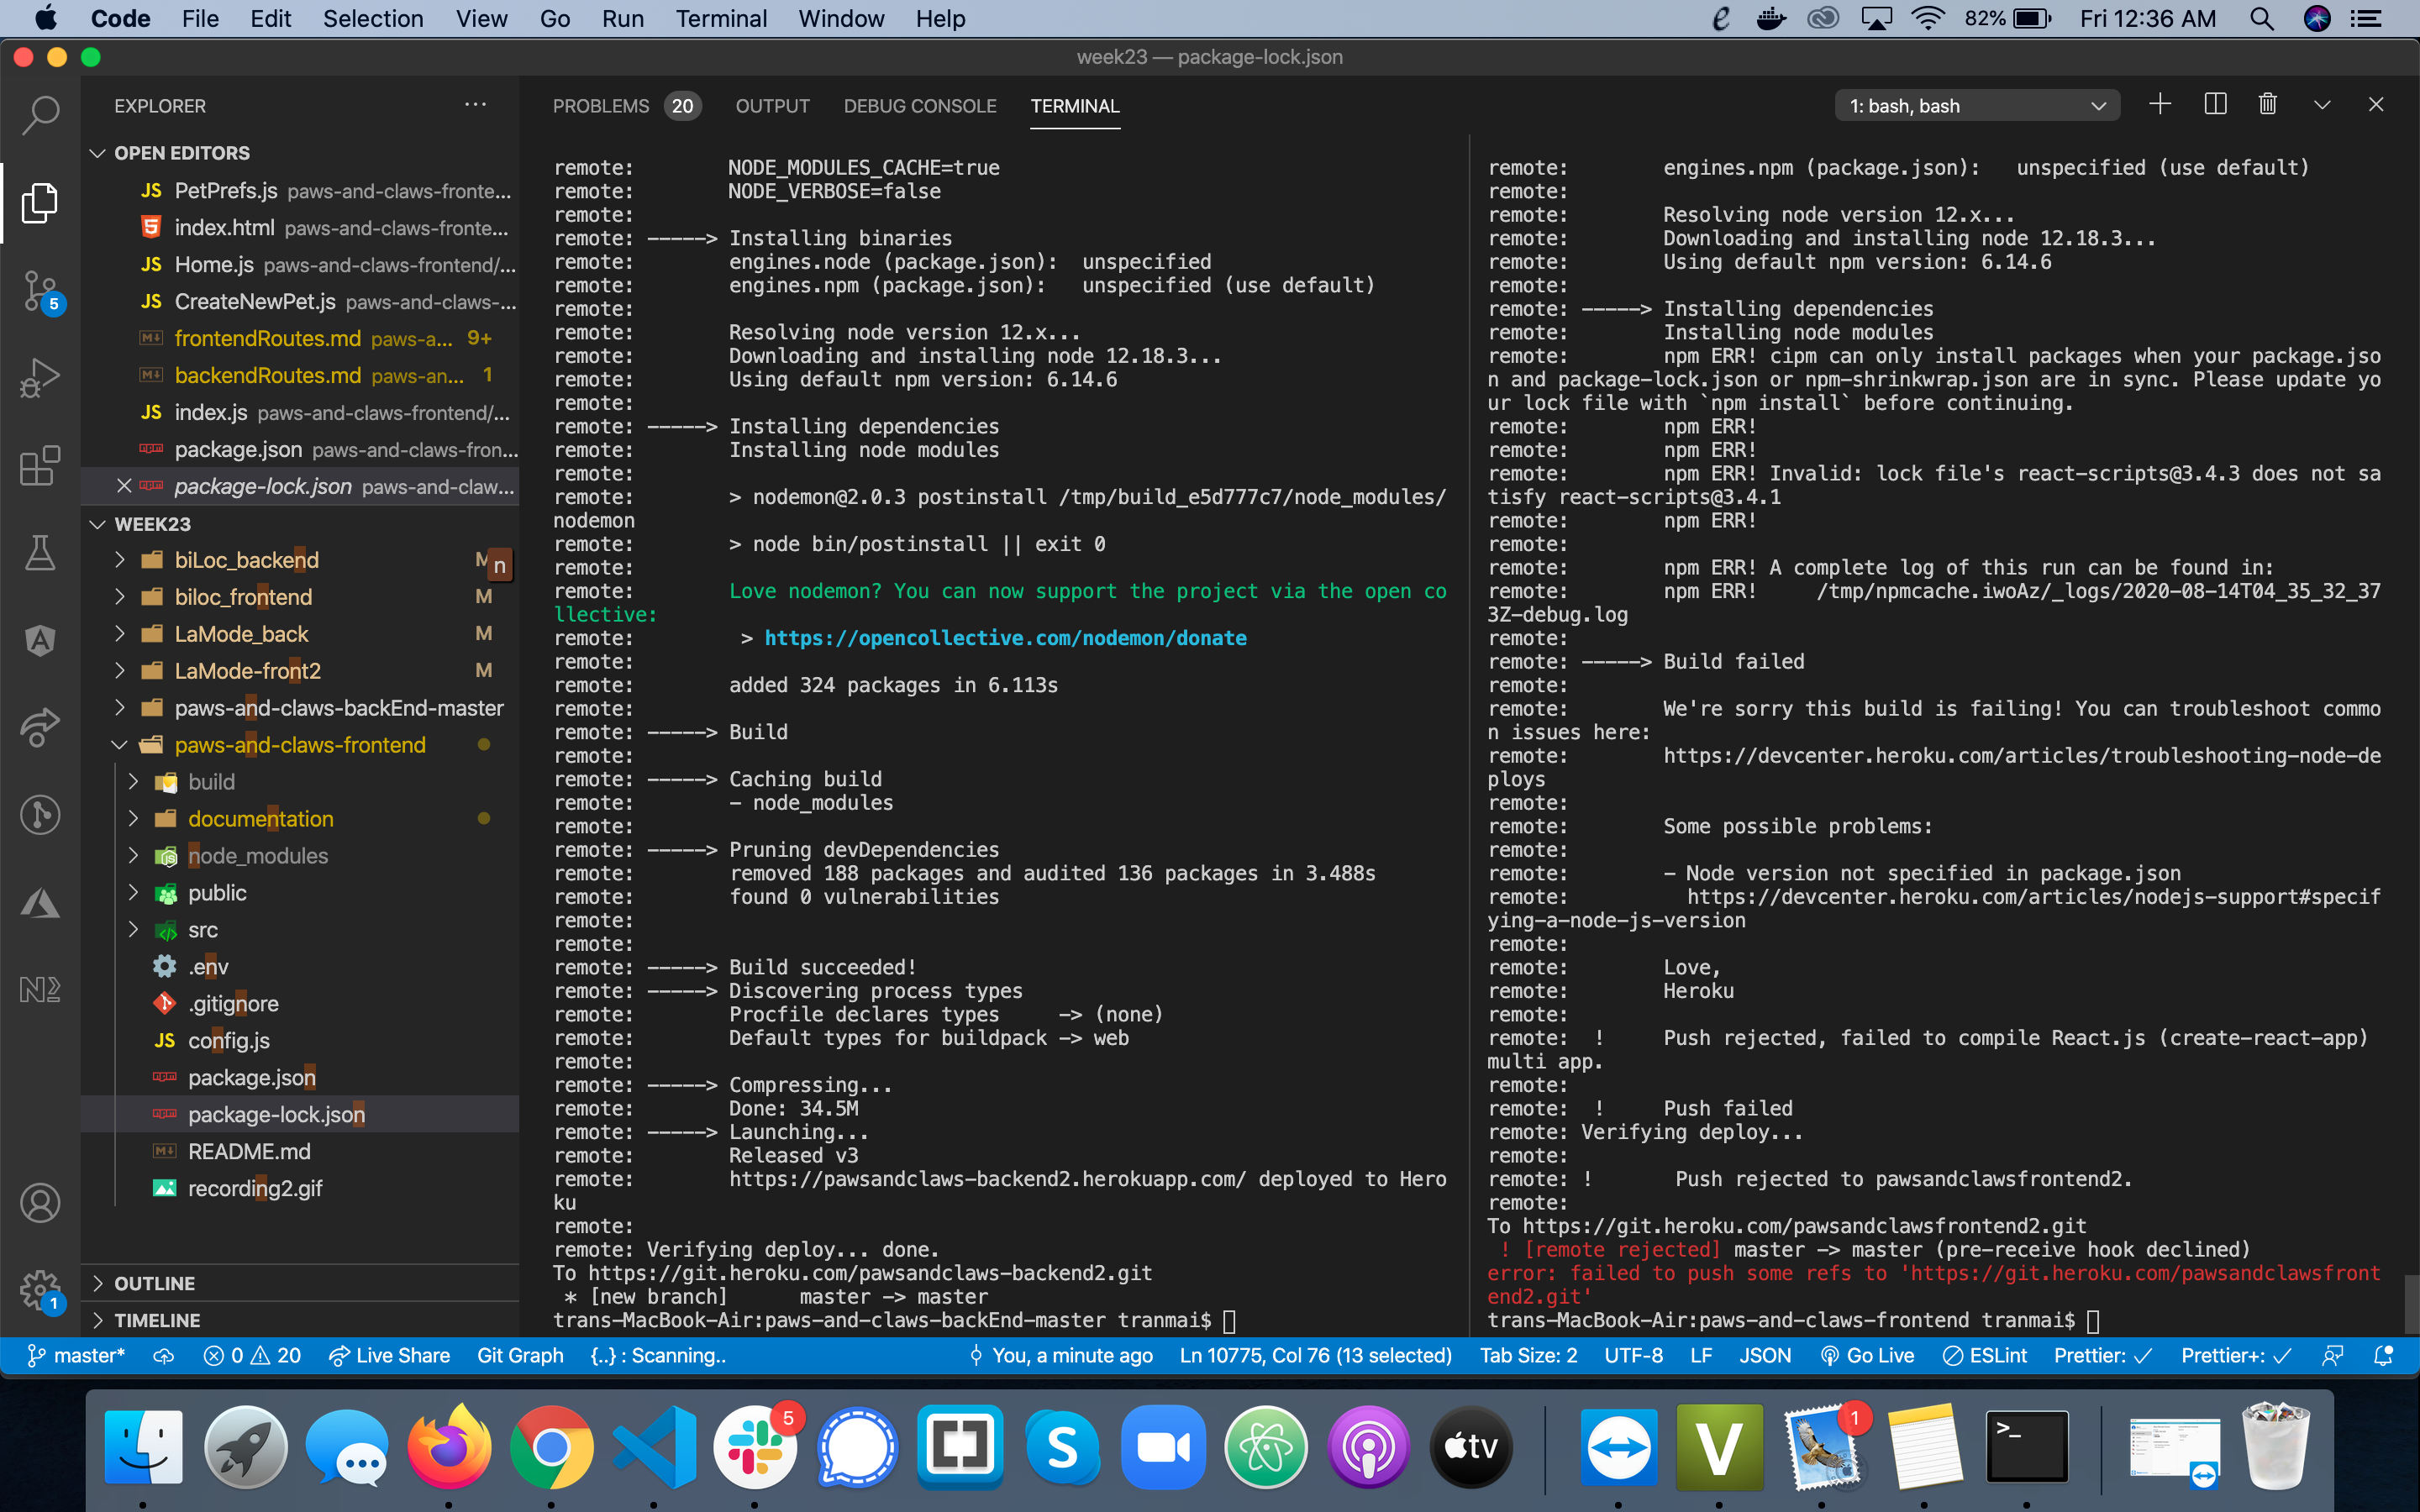 Code File Edit Selection View Go Run Terminal Window Help 82% Fri 12:36 AM
week23 — package-lock.json
EXPLORER
OPEN EDITORS
JS PetPrefs.js paws-and-claws-fronte...
index.html paws-and-claws-fronte...
JS Home.js paws-and-claws-frontend/...
JS CreateNewPet.js paws-and-claws-...
frontendRoutes.md paws-a... 9+
backendRoutes.md paws-an... 1
JS index.js paws-and-claws-frontend/...
package.json paws-and-claws-fron...
package-lock.json paws-and-claw...
WEEK23
biLoc_backend M
n
biloc_frontend M
LaMode_back M
LaMode-front2 M
paws-and-claws-backEnd-master
paws-and-claws-frontend
build
documentation
node_modules
public
src
.env
.gitignore
JS config.js
package.json
package-lock.json
README.md
recording2.gif
OUTLINE
TIMELINE
5
1
PROBLEMS 20 OUTPUT DEBUG CONSOLE TERMINAL 1: bash, bash
remote: NODE_MODULES_CACHE=true
remote: NODE_VERBOSE=false
remote:
remote: -----> Installing binaries
remote: engines.node (package.json): unspecified
remote: engines.npm (package.json): unspecified (use default)
remote:
remote: Resolving node version 12.x...
remote: Downloading and installing node 12.18.3...
remote: Using default npm version: 6.14.6
remote:
remote: -----> Installing dependencies
remote: Installing node modules
remote:
remote: > nodemon@2.0.3 postinstall /tmp/build_e5d777c7/node_modules/
nodemon
remote: > node bin/postinstall || exit 0
remote:
remote: Love nodemon? You can now support the project via the open co
llective:
remote: > https://opencollective.com/nodemon/donate
remote:
remote: added 324 packages in 6.113s
remote:
remote: -----> Build
remote:
remote: -----> Caching build
remote: - node_modules
remote:
remote: -----> Pruning devDependencies
remote: removed 188 packages and audited 136 packages in 3.488s
remote: found 0 vulnerabilities
remote:
remote:
remote: -----> Build succeeded!
remote: -----> Discovering process types
remote: Procfile declares types -> (none)
remote: Default types for buildpack -> web
remote:
remote: -----> Compressing...
remote: Done: 34.5M
remote: -----> Launching...
remote: Released v3
remote: https://pawsandclaws-backend2.herokuapp.com/ deployed to Hero
ku
remote:
remote: Verifying deploy... done.
To https://git.heroku.com/pawsandclaws-backend2.git
* [new branch] master -> master
trans-MacBook-Air:paws-and-claws-backEnd-master tranmai$
remote: engines.npm (package.json): unspecified (use default)
remote:
remote: Resolving node version 12.x...
remote: Downloading and installing node 12.18.3...
remote: Using default npm version: 6.14.6
remote:
remote: -----> Installing dependencies
remote: Installing node modules
remote: npm ERR! cipm can only install packages when your package.jso
n and package-lock.json or npm-shrinkwrap.json are in sync. Please update yo
ur lock file with `npm install` before continuing.
remote: npm ERR!
remote: npm ERR!
remote: npm ERR! Invalid: lock file's react-scripts@3.4.3 does not sa
tisfy react-scripts@3.4.1
remote: npm ERR!
remote:
remote: npm ERR! A complete log of this run can be found in:
remote: npm ERR! /tmp/npmcache.iwoAz/_logs/2020-08-14T04_35_32_37
3Z-debug.log
remote:
remote: -----> Build failed
remote:
remote: We're sorry this build is failing! You can troubleshoot commo
n issues here:
remote: https://devcenter.heroku.com/articles/troubleshooting-node-de
ploys
remote:
remote: Some possible problems:
remote:
remote: - Node version not specified in package.json
remote: https://devcenter.heroku.com/articles/nodejs-support#specif
ying-a-node-js-version
remote:
remote: Love,
remote: Heroku
remote:
remote: ! Push rejected, failed to compile React.js (create-react-app)
multi app.
remote:
remote: ! Push failed
remote: Verifying deploy...
remote:
remote: ! Push rejected to pawsandclawsfrontend2.
remote:
To https://git.heroku.com/pawsandclawsfrontend2.git
! [remote rejected] master -> master (pre-receive hook declined)
error: failed to push some refs to 'https://git.heroku.com/pawsandclawsfront
end2.git'
trans-MacBook-Air:paws-and-claws-frontend tranmai$
master* 0 20 Live Share Git Graph {..} : Scanning.. You, a minute ago Ln 10775, Col 76 (13 selected) Tab Size: 2 UTF-8 LF JSON Go Live ESLint Prettier: ✓ Prettier+: ✓
5 S tv V 1 >_